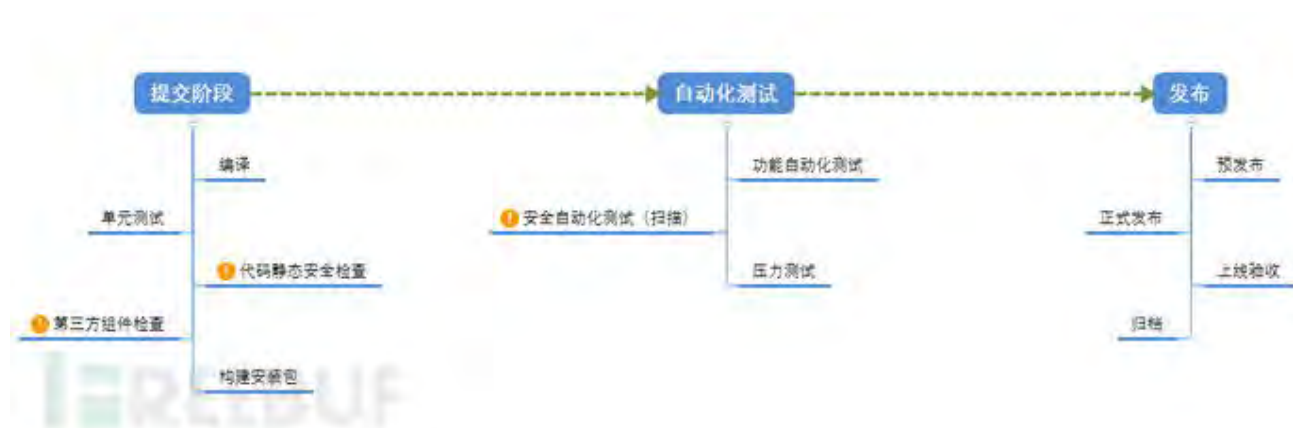 提交阶段
自动化测试
发布
编译
单元测试
代码静态安全检查
第三方组件检查
构建安装包
功能自动化测试
安全自动化测试（扫描）
压力测试
预发布
正式发布
上线验收
归档
FREEBUF